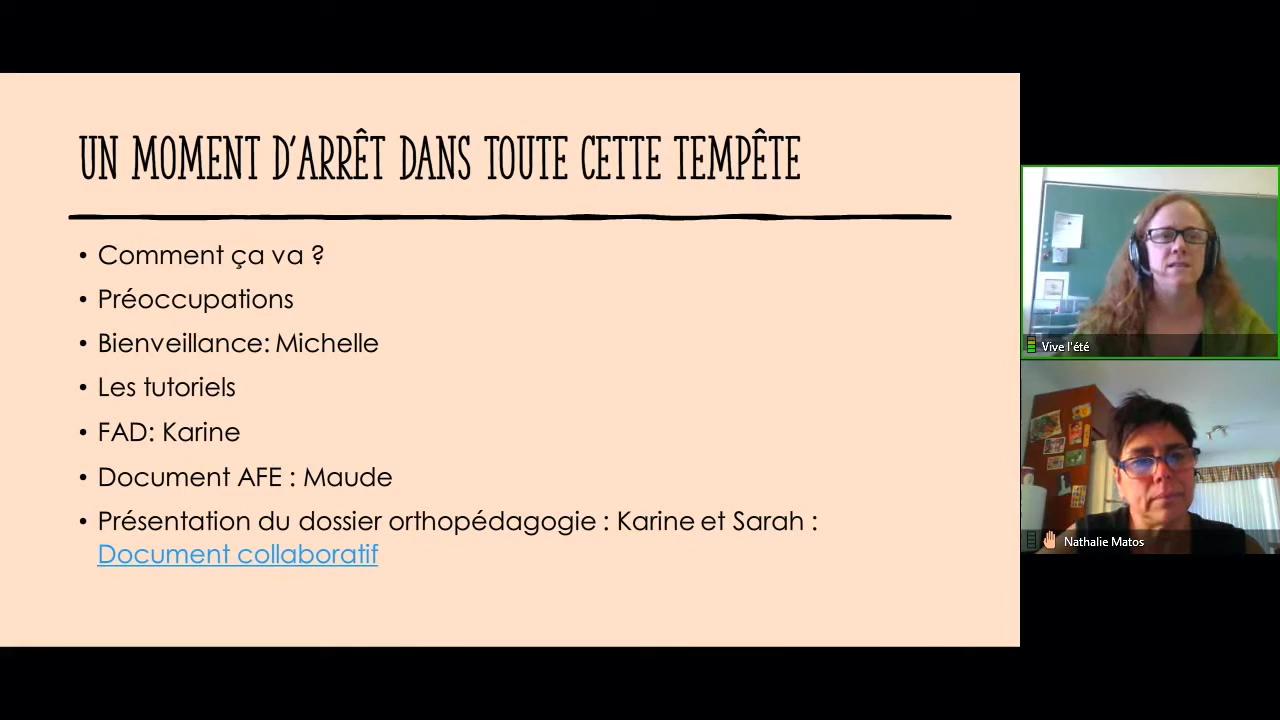 UN MOMENT D'ARRÊT DANS TOUTE CETTE TEMPÊTE
• Comment ça va ?
• Préoccupations
• Bienveillance: Michelle
• Les tutoriels
• FAD: Karine
• Document AFE : Maude
• Présentation du dossier orthopédagogie : Karine et Sarah :
Document collaboratif
Vive l'été
Nathalie Matos